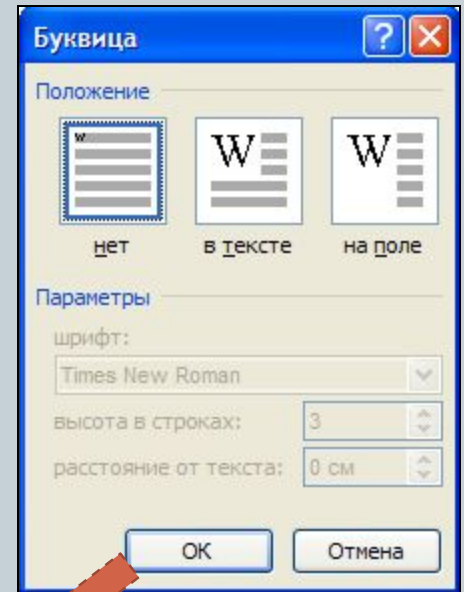 Буквица
Положение
W W W
нет в тексте на поле
Параметры
шрифт:
Times New Roman
высота в строках: 3
расстояние от текста: 0 см
ОК Отмена